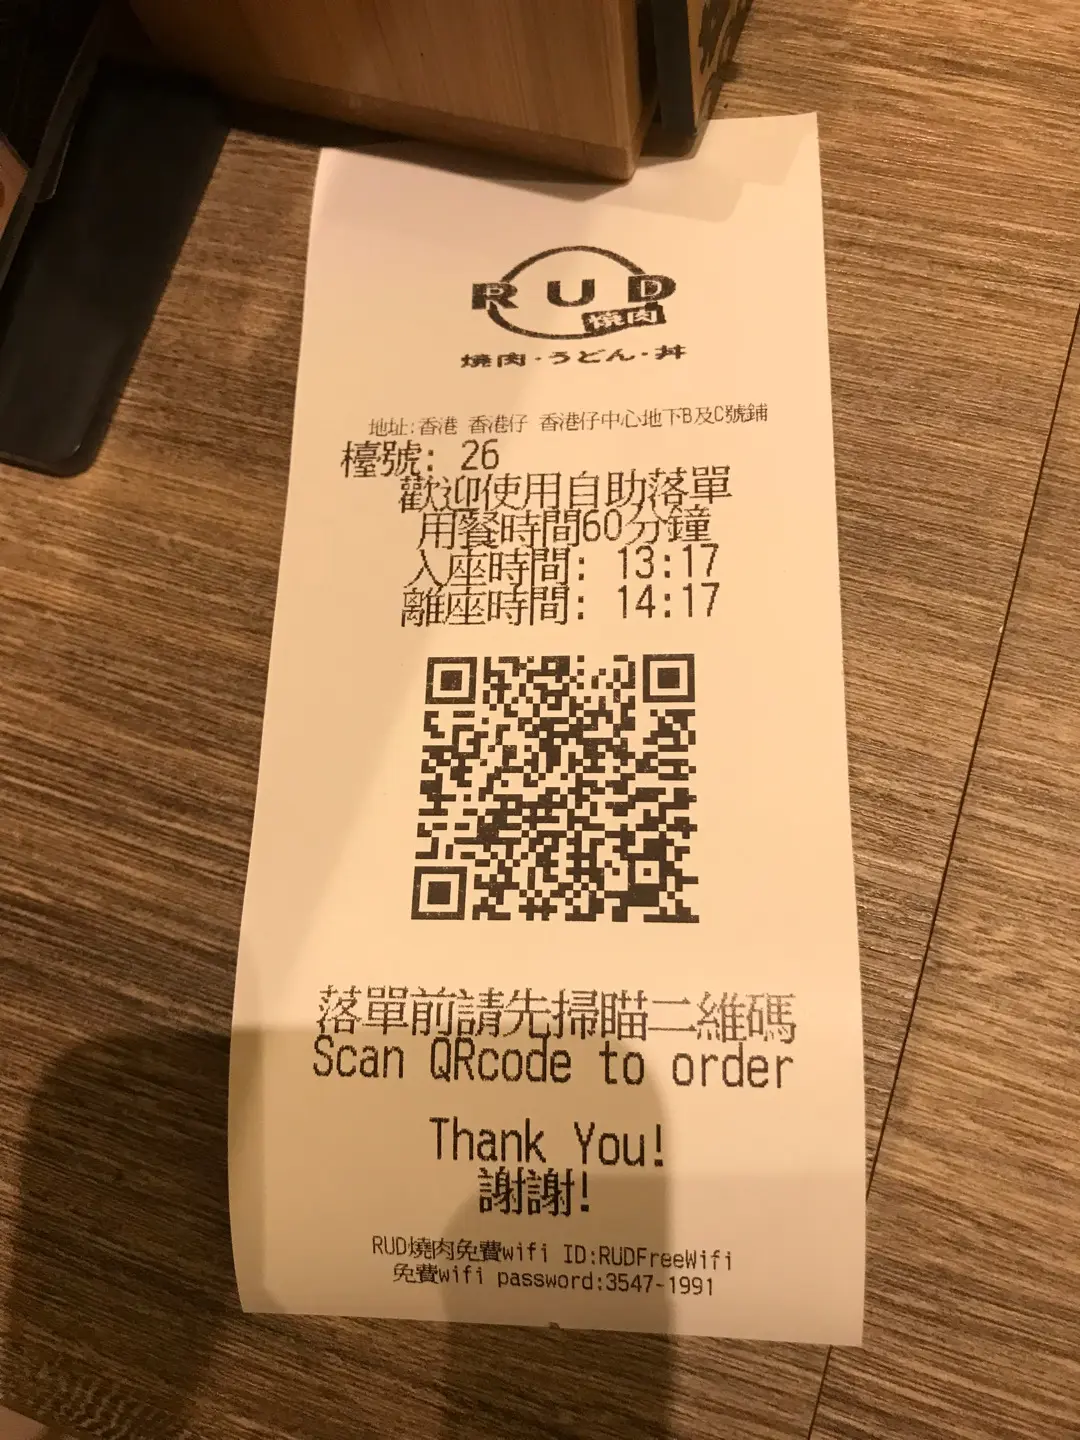 RUD
燒肉
燒肉·うどん·丼
地址:香港 香港仔 香港仔中心地下B及C號鋪
檯號: 26
歡迎使用自助落單
用餐時間60分鐘
入座時間: 13:17
離座時間: 14:17
落單前請先掃瞄二維碼
Scan QRcode to order
Thank You!
謝謝!
RUD燒肉免費wifi ID:RUDFreeWifi
免費wifi password:3547-1991